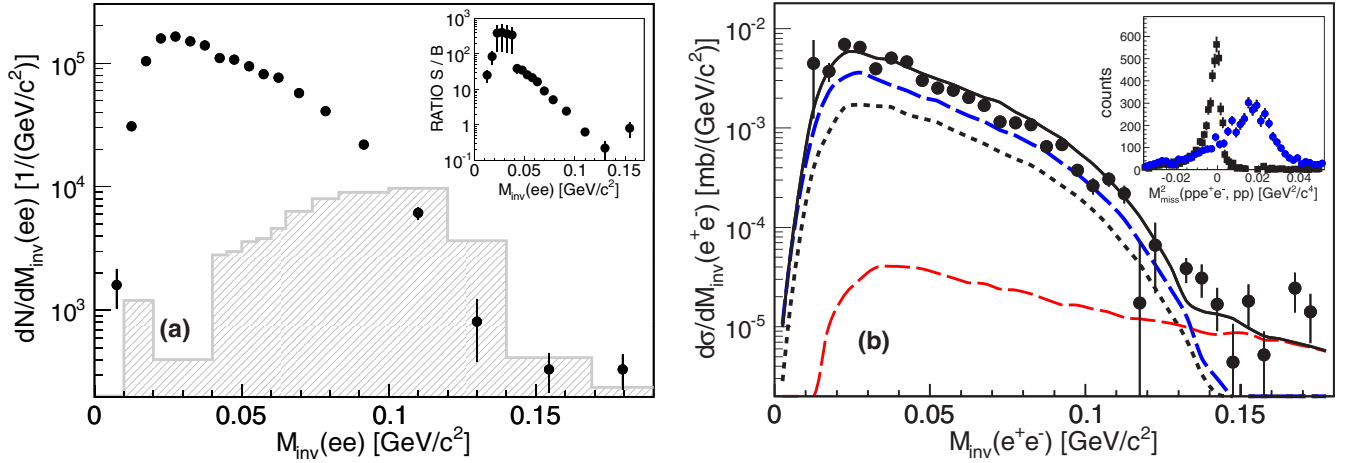 dN/dM_inv(ee) [1/(GeV/c²)]
10⁵
10⁴
10³
0 0.05 0.1 0.15
M_inv(ee) [GeV/c²]
(a)
RATIO S / B
10³
10²
10
1
10⁻¹
0 0.05 0.1 0.15
M_inv(ee) [GeV/c²]
dσ/dM_inv(e⁺e⁻) [mb/(GeV/c²)]
10⁻²
10⁻³
10⁻⁴
10⁻⁵
0.05 0.1 0.15
M_inv(e⁺e⁻) [GeV/c²]
(b)
counts
600
500
400
300
200
100
0
-0.02 0 0.02 0.04
M²_miss(ppe⁺e⁻, pp) [GeV²/c⁴]